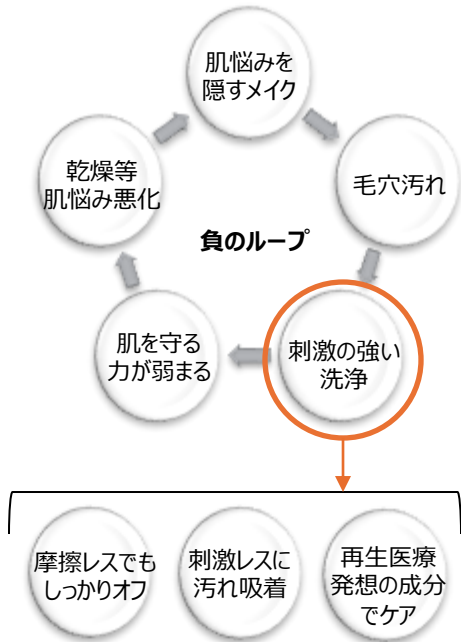 肌悩みを
隠すメイク
乾燥等
肌悩み悪化
毛穴汚れ
負のループ
肌を守る
力が弱まる
刺激の強い
洗浄
摩擦レスでも
しっかりオフ
刺激レスに
汚れ吸着
再生医療
発想の成分
でケア